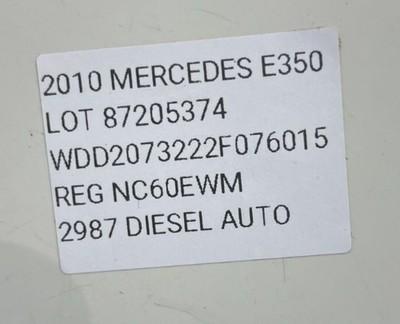 2010 MERCEDES E350
LOT 87205374
WDD2073222F076015
REG NC60EWM
2987 DIESEL AUTO